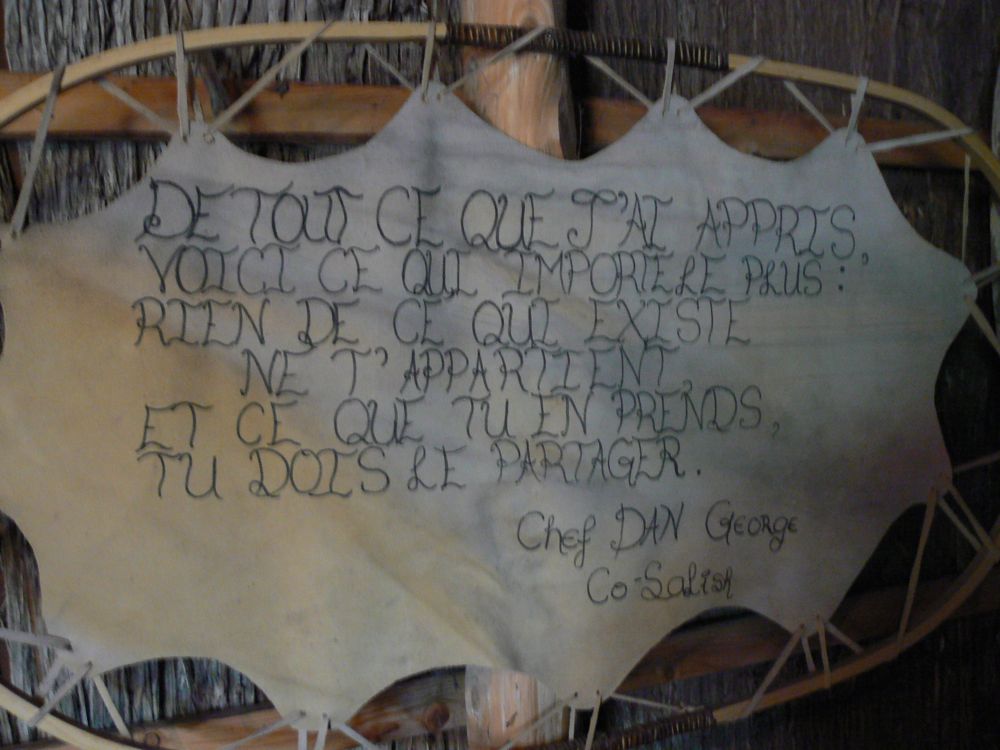 DE TOUT CE QUE J'AI APPRIS,
VOICI CE QUI IMPORTE LE PLUS :
RIEN DE CE QUI EXISTE
NE T'APPARTIENT,
ET CE QUE TU EN PRENDS,
TU DOIS LE PARTAGER.
Chef DAN GEORGE
Co-Salish